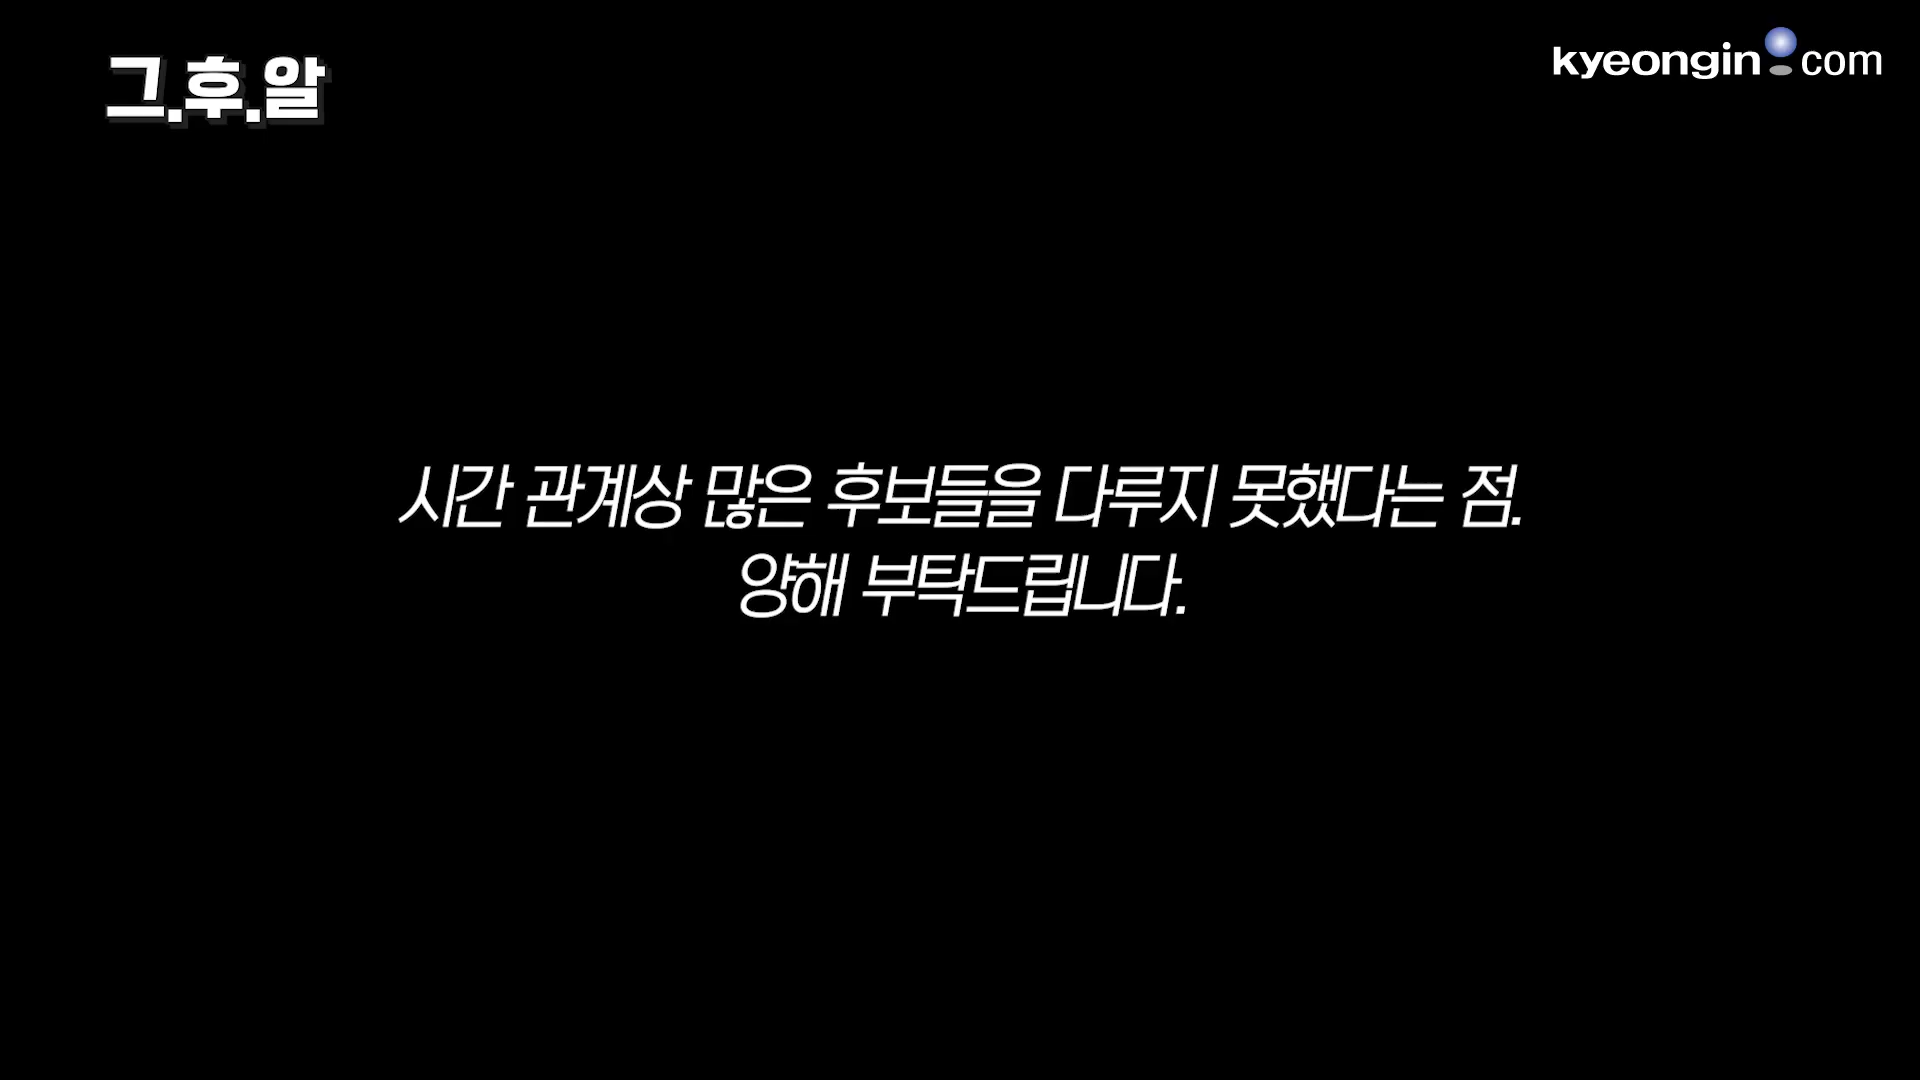 그.후.알
kyeongin.com
시간 관계상 많은 후보들을 다루지 못했다는 점.
양해 부탁드립니다.